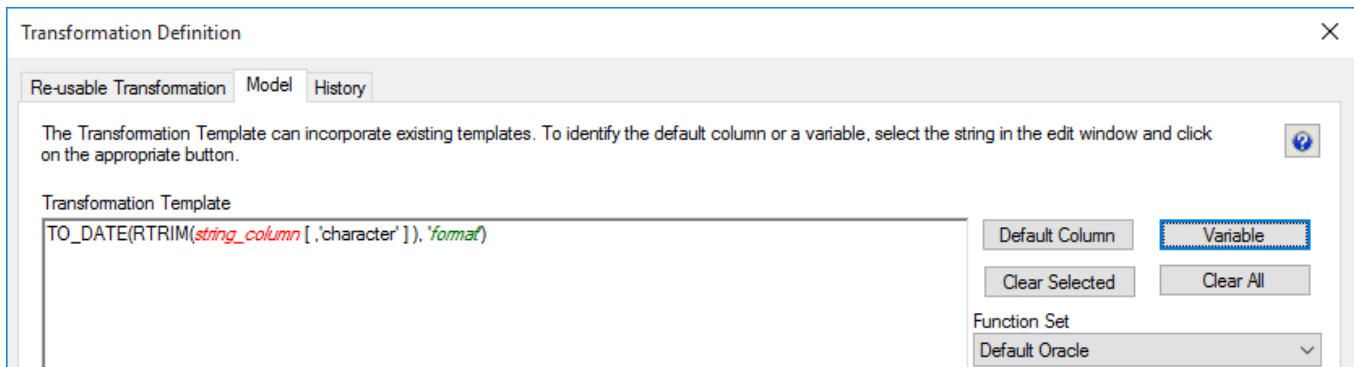 Transformation Definition
Re-usable Transformation Model History
The Transformation Template can incorporate existing templates. To identify the default column or a variable, select the string in the edit window and click
on the appropriate button.
Transformation Template
TO_DATE(RTRIM(string_column [ ,'character' ] ), 'format')
Default Column Variable
Clear Selected Clear All
Function Set
Default Oracle